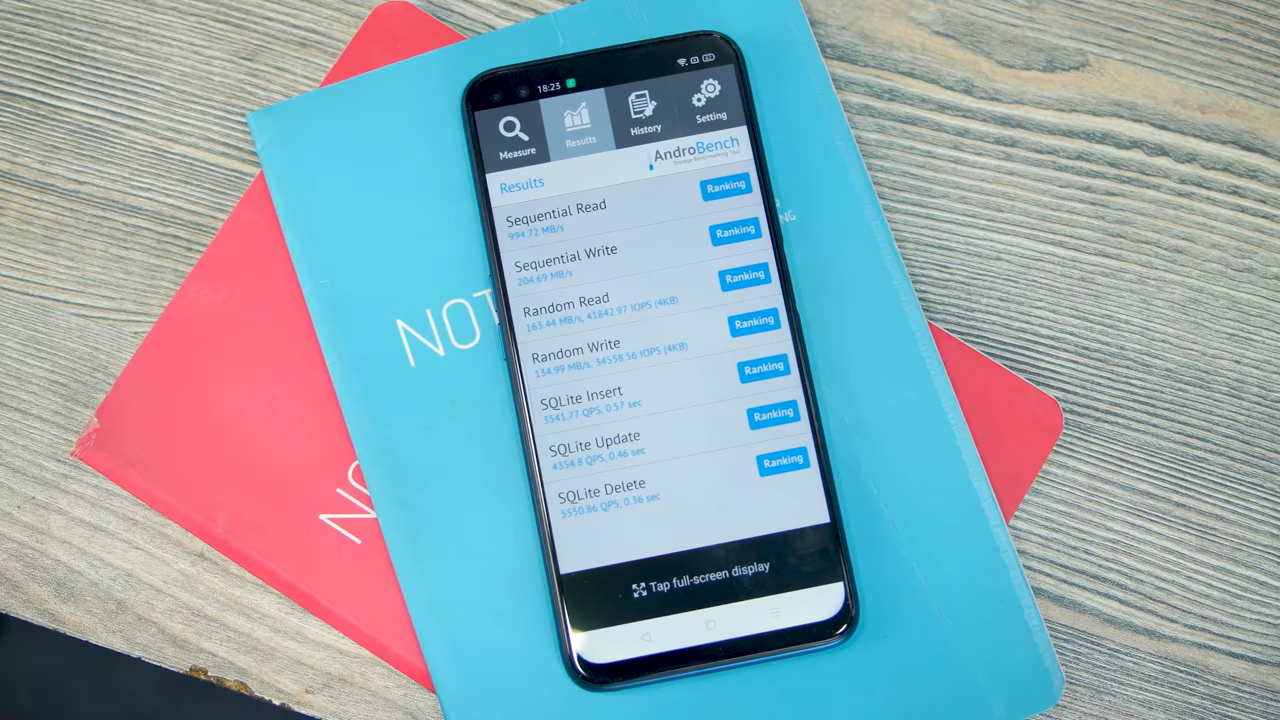 18:23
Measure
Results
History
Setting
AndroBench
Storage Benchmarking Tool
Results
Sequential Read
994.72 MB/s
Ranking
Sequential Write
204.69 MB/s
Ranking
Random Read
163.44 MB/s, 41842.97 IOPS (4KB)
Ranking
Random Write
134.99 MB/s, 34558.56 IOPS (4KB)
Ranking
SQLite Insert
3541.77 QPS, 0.57 sec
Ranking
SQLite Update
4354.8 QPS, 0.46 sec
Ranking
SQLite Delete
5550.86 QPS, 0.36 sec
Ranking
Tap full-screen display
NOT
NO
NG